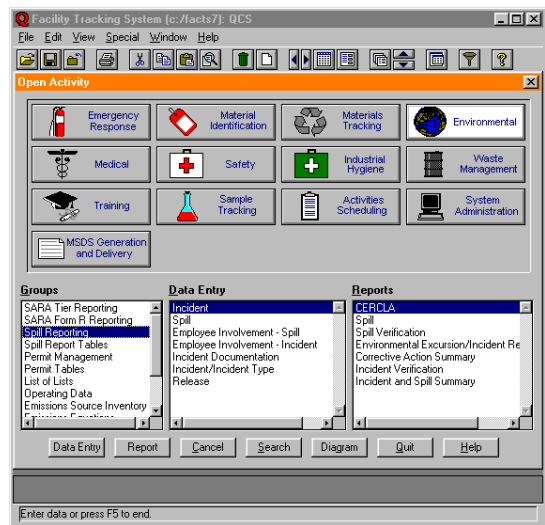 Facility Tracking System (c:/facts7): QCS
File Edit View Special Window Help
Open Activity
Emergency Response
Material Identification
Materials Tracking
Environmental
Medical
Safety
Industrial Hygiene
Waste Management
Training
Sample Tracking
Activities Scheduling
System Administration
MSDS Generation and Delivery
Groups
SARA Tier Reporting
SARA Form R Reporting
Spill Reporting
Spill Report Tables
Permit Management
Permit Tables
List of Lists
Operating Data
Emissions Source Inventory
Emissions Equations
Data Entry
Incident
Spill
Employee Involvement - Spill
Employee Involvement - Incident
Incident Documentation
Incident/Incident Type
Release
Reports
CERCLA
Spill
Spill Verification
Environmental Excursion/Incident Re
Corrective Action Summary
Incident Verification
Incident and Spill Summary
Data Entry Report Cancel Search Diagram Quit Help
Enter data or press F5 to end.